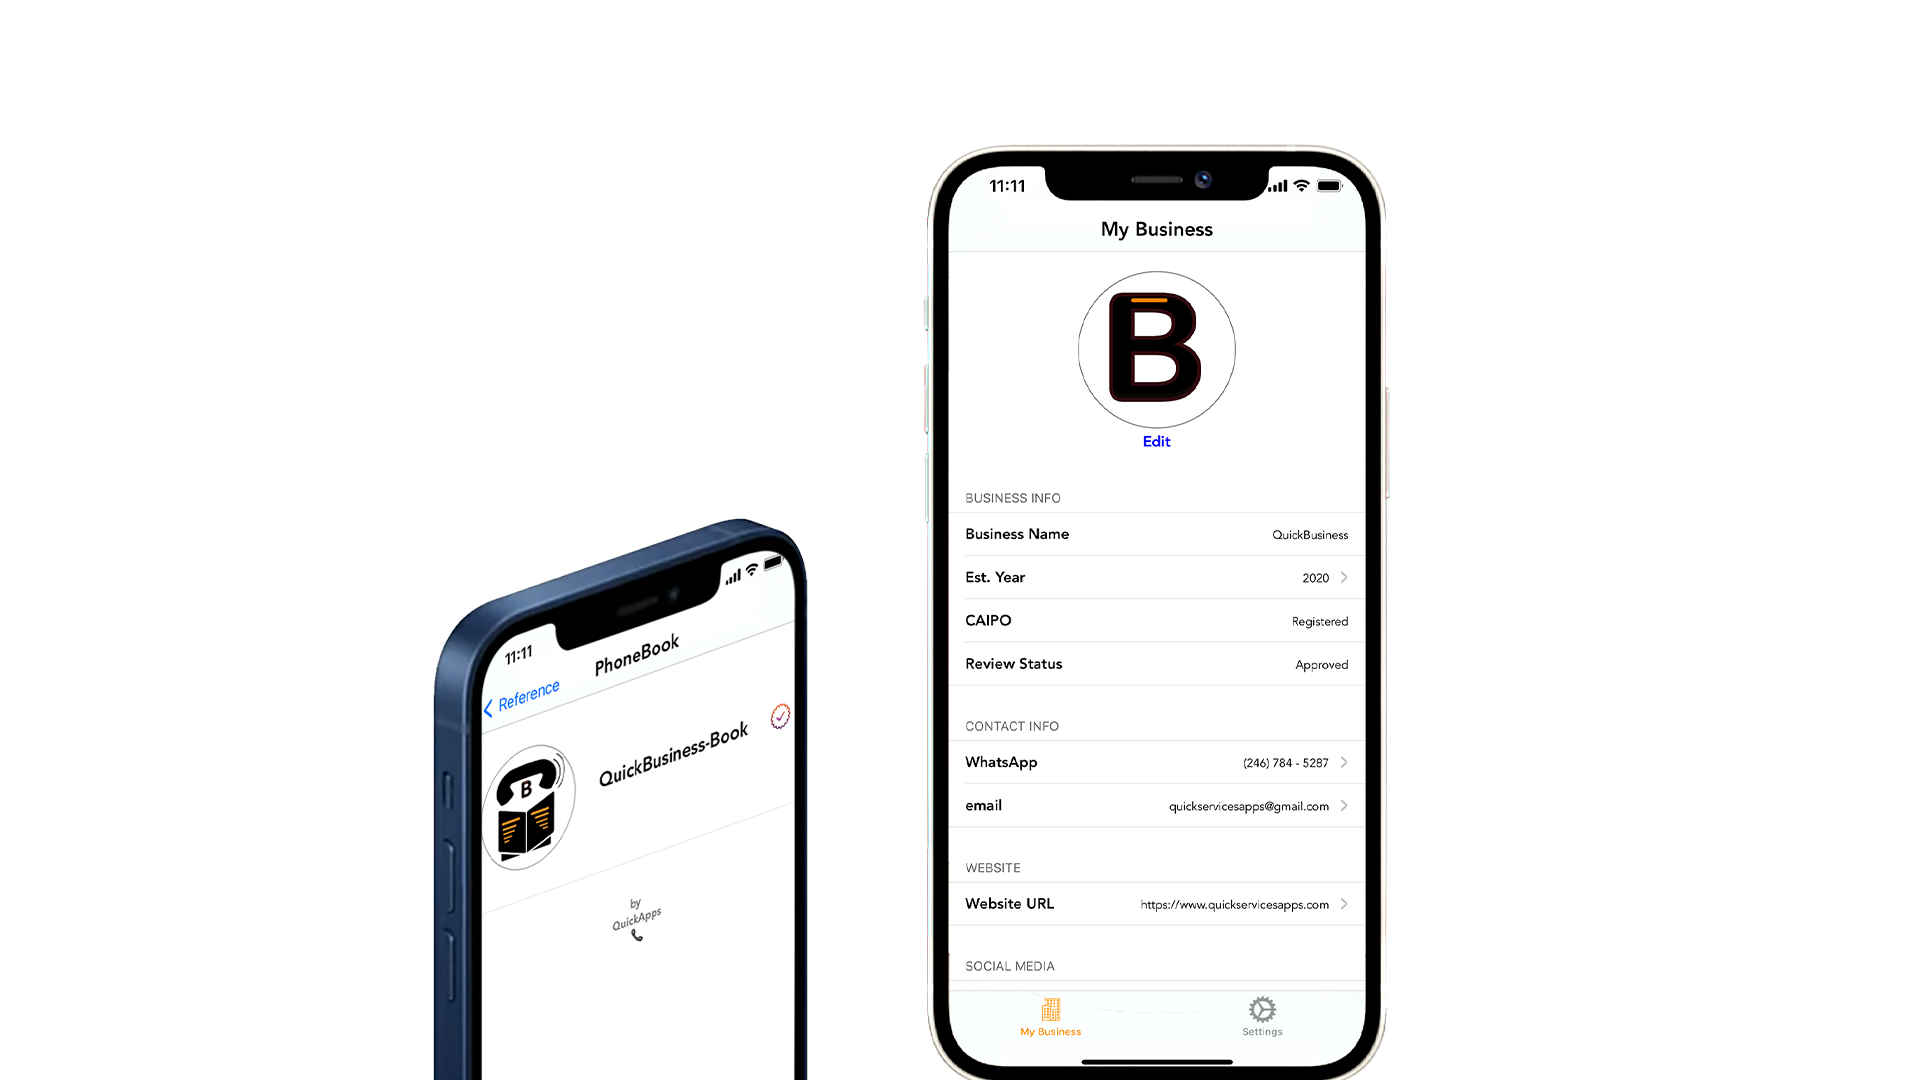 11:11
PhoneBook
Reference
QuickBusiness-Book
B
by
QuickApps
11:11
My Business
B
Edit
BUSINESS INFO
Business Name QuickBusiness
Est. Year 2020
CAIPO Registered
Review Status Approved
CONTACT INFO
WhatsApp (246) 784 - 5287
email quickservicesapps@gmail.com
WEBSITE
Website URL https://www.quickservicesapps.com
SOCIAL MEDIA
My Business Settings